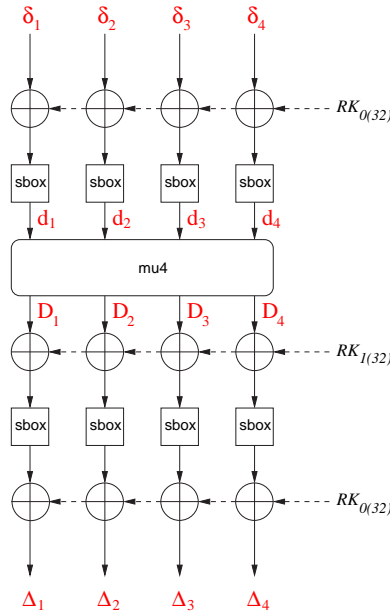 δ1 δ2 δ3 δ4
RK0(32)
sbox sbox sbox sbox
d1 d2 d3 d4
mu4
D1 D2 D3 D4
RK1(32)
sbox sbox sbox sbox
RK0(32)
Δ1 Δ2 Δ3 Δ4